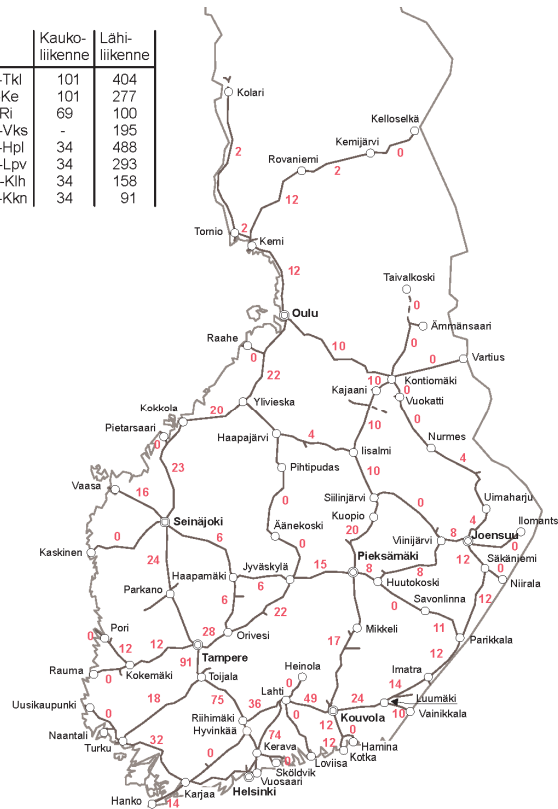 Kauko- Lähi-
liikenne liikenne
-Tkl 101 404
-Ke 101 277
Ri 69 100
-Vks - 195
-Hpl 34 488
-Lpv 34 293
-Klh 34 158
-Kkn 34 91
Kolari
2
Kelloselkä
Kemijärvi
0
Rovaniemi
2
12
Tornio
2
Kemi
12
Taivalkoski
0
Oulu
Ämmänsaari
Raahe
0
0
10
0
Vartius
Kontiomäki
22
Kajaani
10
0
Vuokatti
Ylivieska
20
Kokkola
Pietarsaari
0
10
Haapajärvi
4
Nurmes
Iisalmi
4
23
Pihtipudas
10
Vaasa
16
Siilinjärvi
0
0
Uimaharju
Kuopio
4
Ilomants
Seinäjoki
20
0
Äänekoski
Viinijärvi
8
Joensuu
0
Kaskinen
6
0
Pieksämäki
12
Säkäniemi
24
Haapamäki
Jyväskylä
15
8
8
0
Parkano
6
Huutokoski
Niirala
6
0
Savonlinna
12
22
11
Pori
0
28
Orivesi
17
Mikkeli
Parikkala
12
12
12
Tampere
Rauma
0
Kokemäki
91
Heinola
Imatra
Toijala
0
14
Uusikaupunki
18
75
Lahti
49
24
Luumäki
0
36
Riihimäki
Kouvola
10
Vainikkala
Naantali
Hyvinkää
0
12
Turku
32
74
0
Hamina
0
Kerava
12
Kotka
Loviisa
0
Sköldvik
Vuosaari
Karjaa
Helsinki
Hanko
14